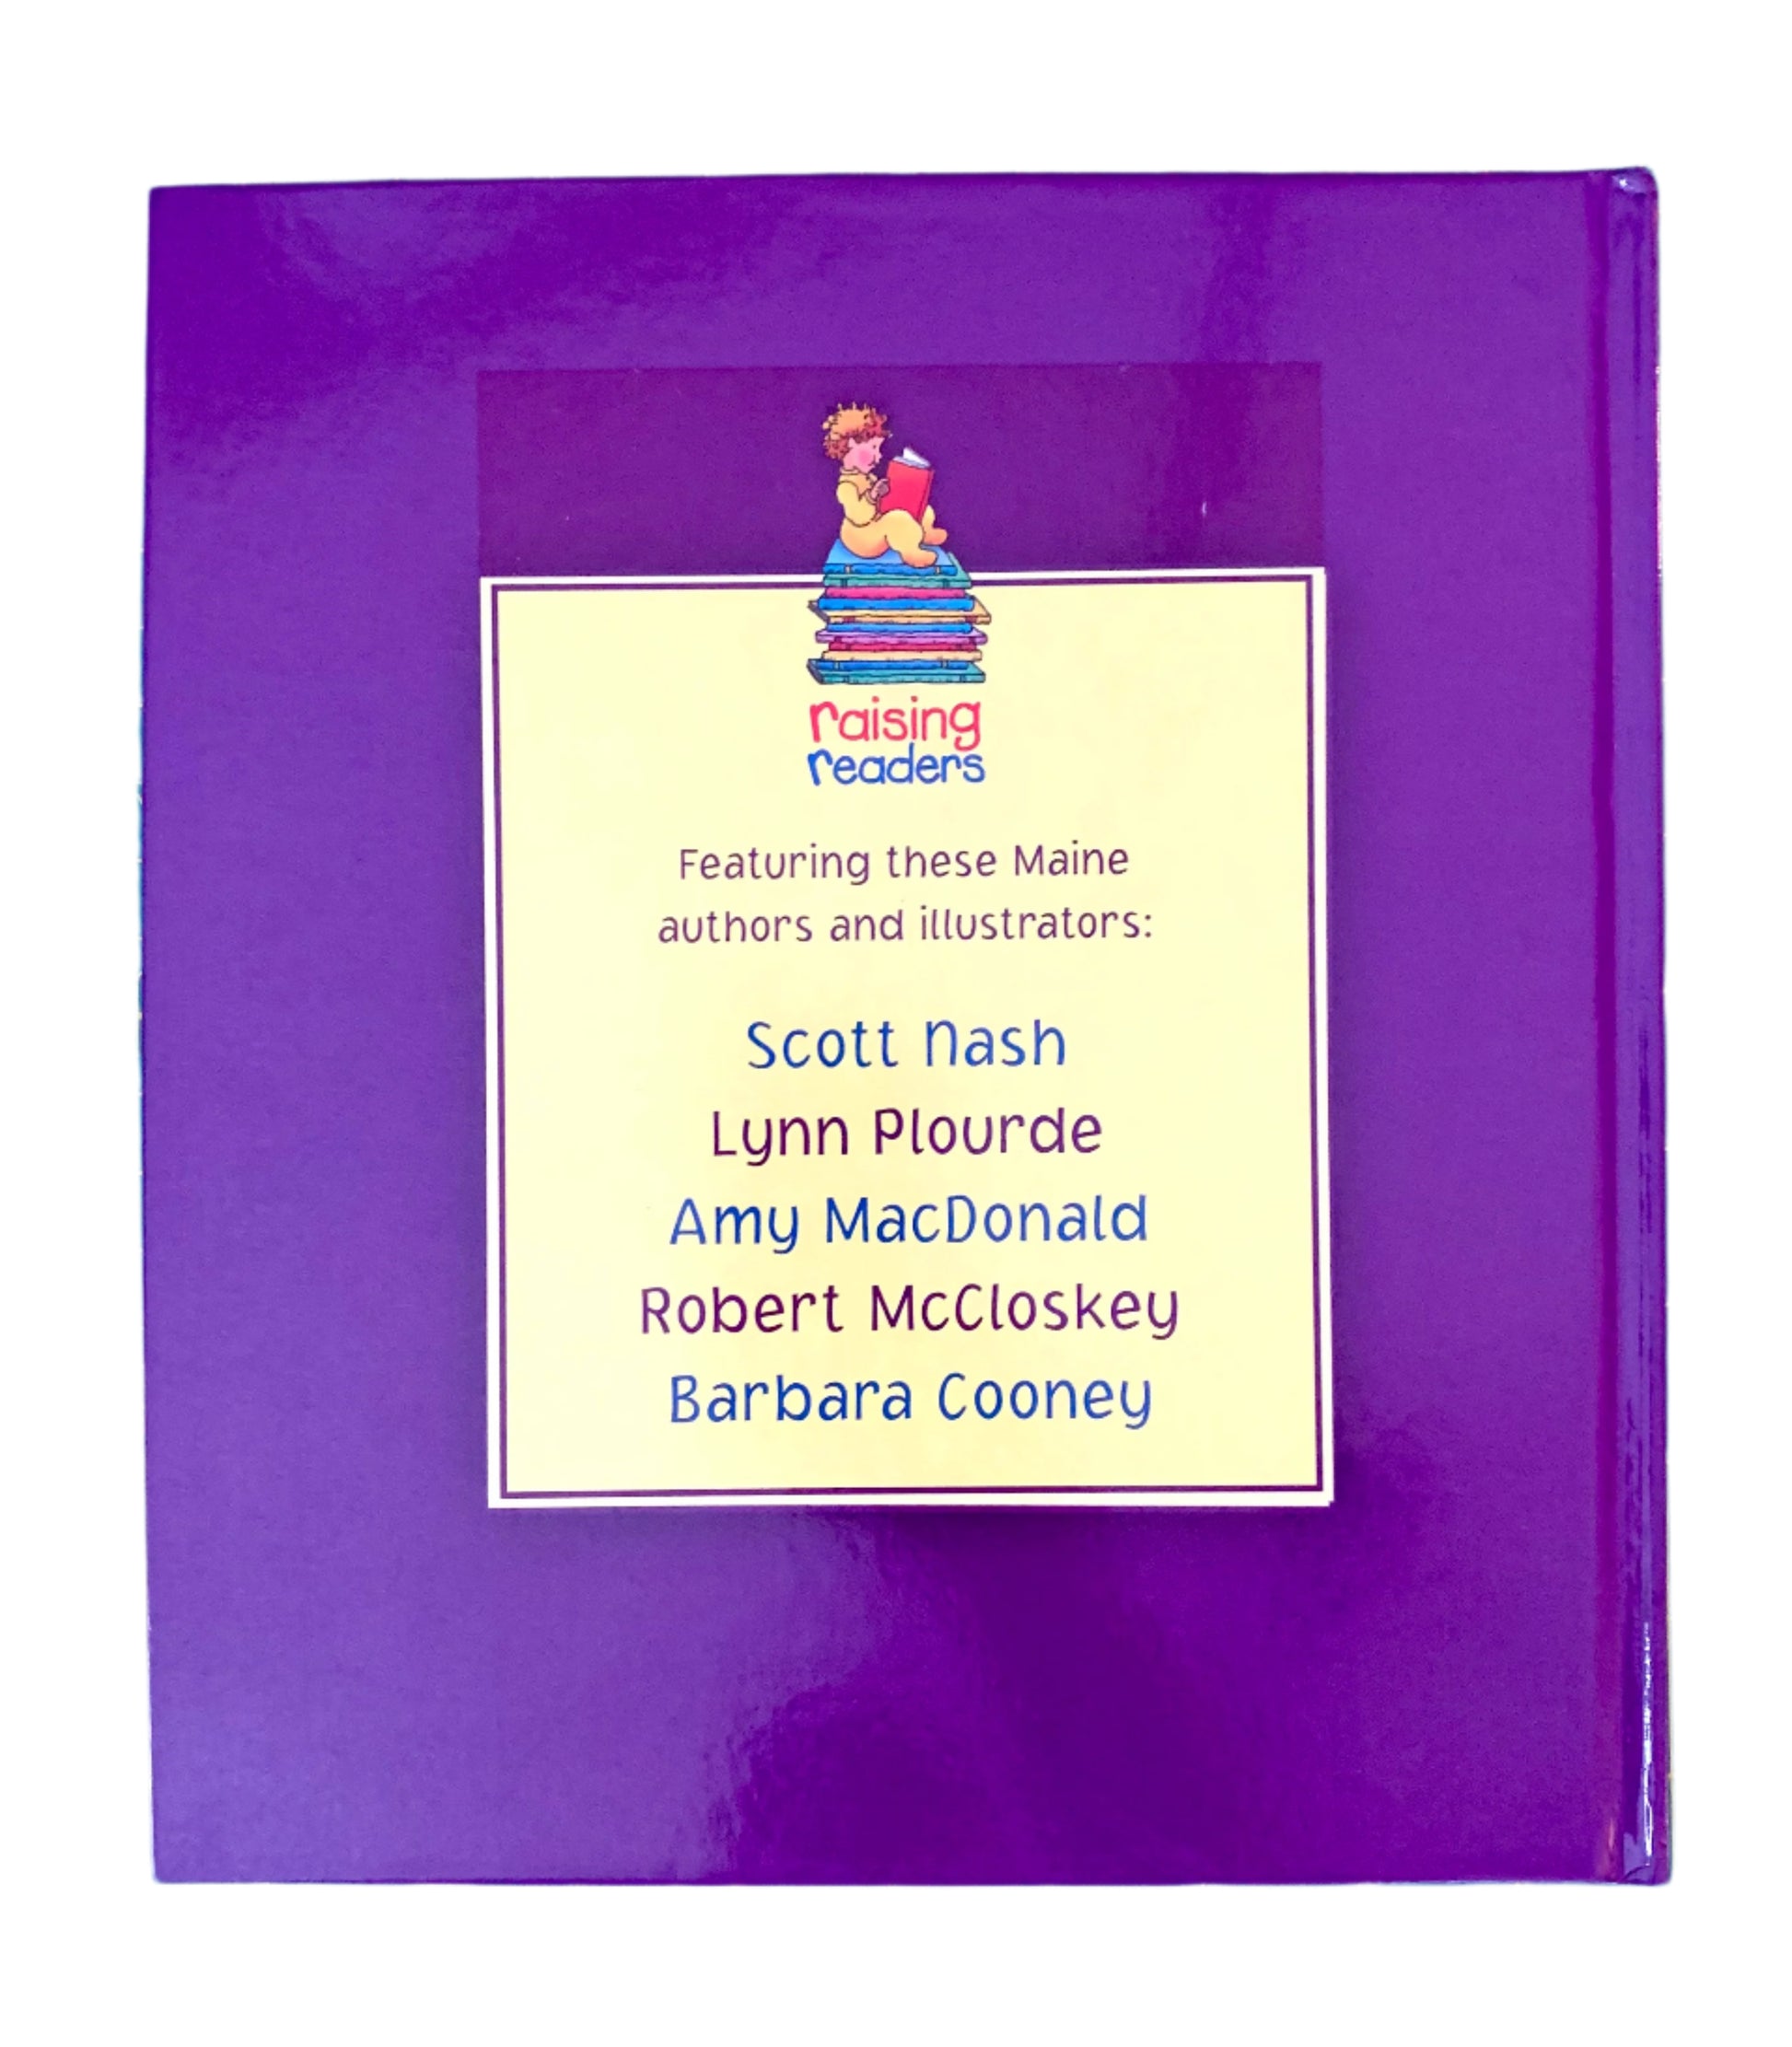 raising
readers
Featuring these Maine
authors and illustrators:
Scott Nash
Lynn Plourde
Amy MacDonald
Robert McCloskey
Barbara Cooney